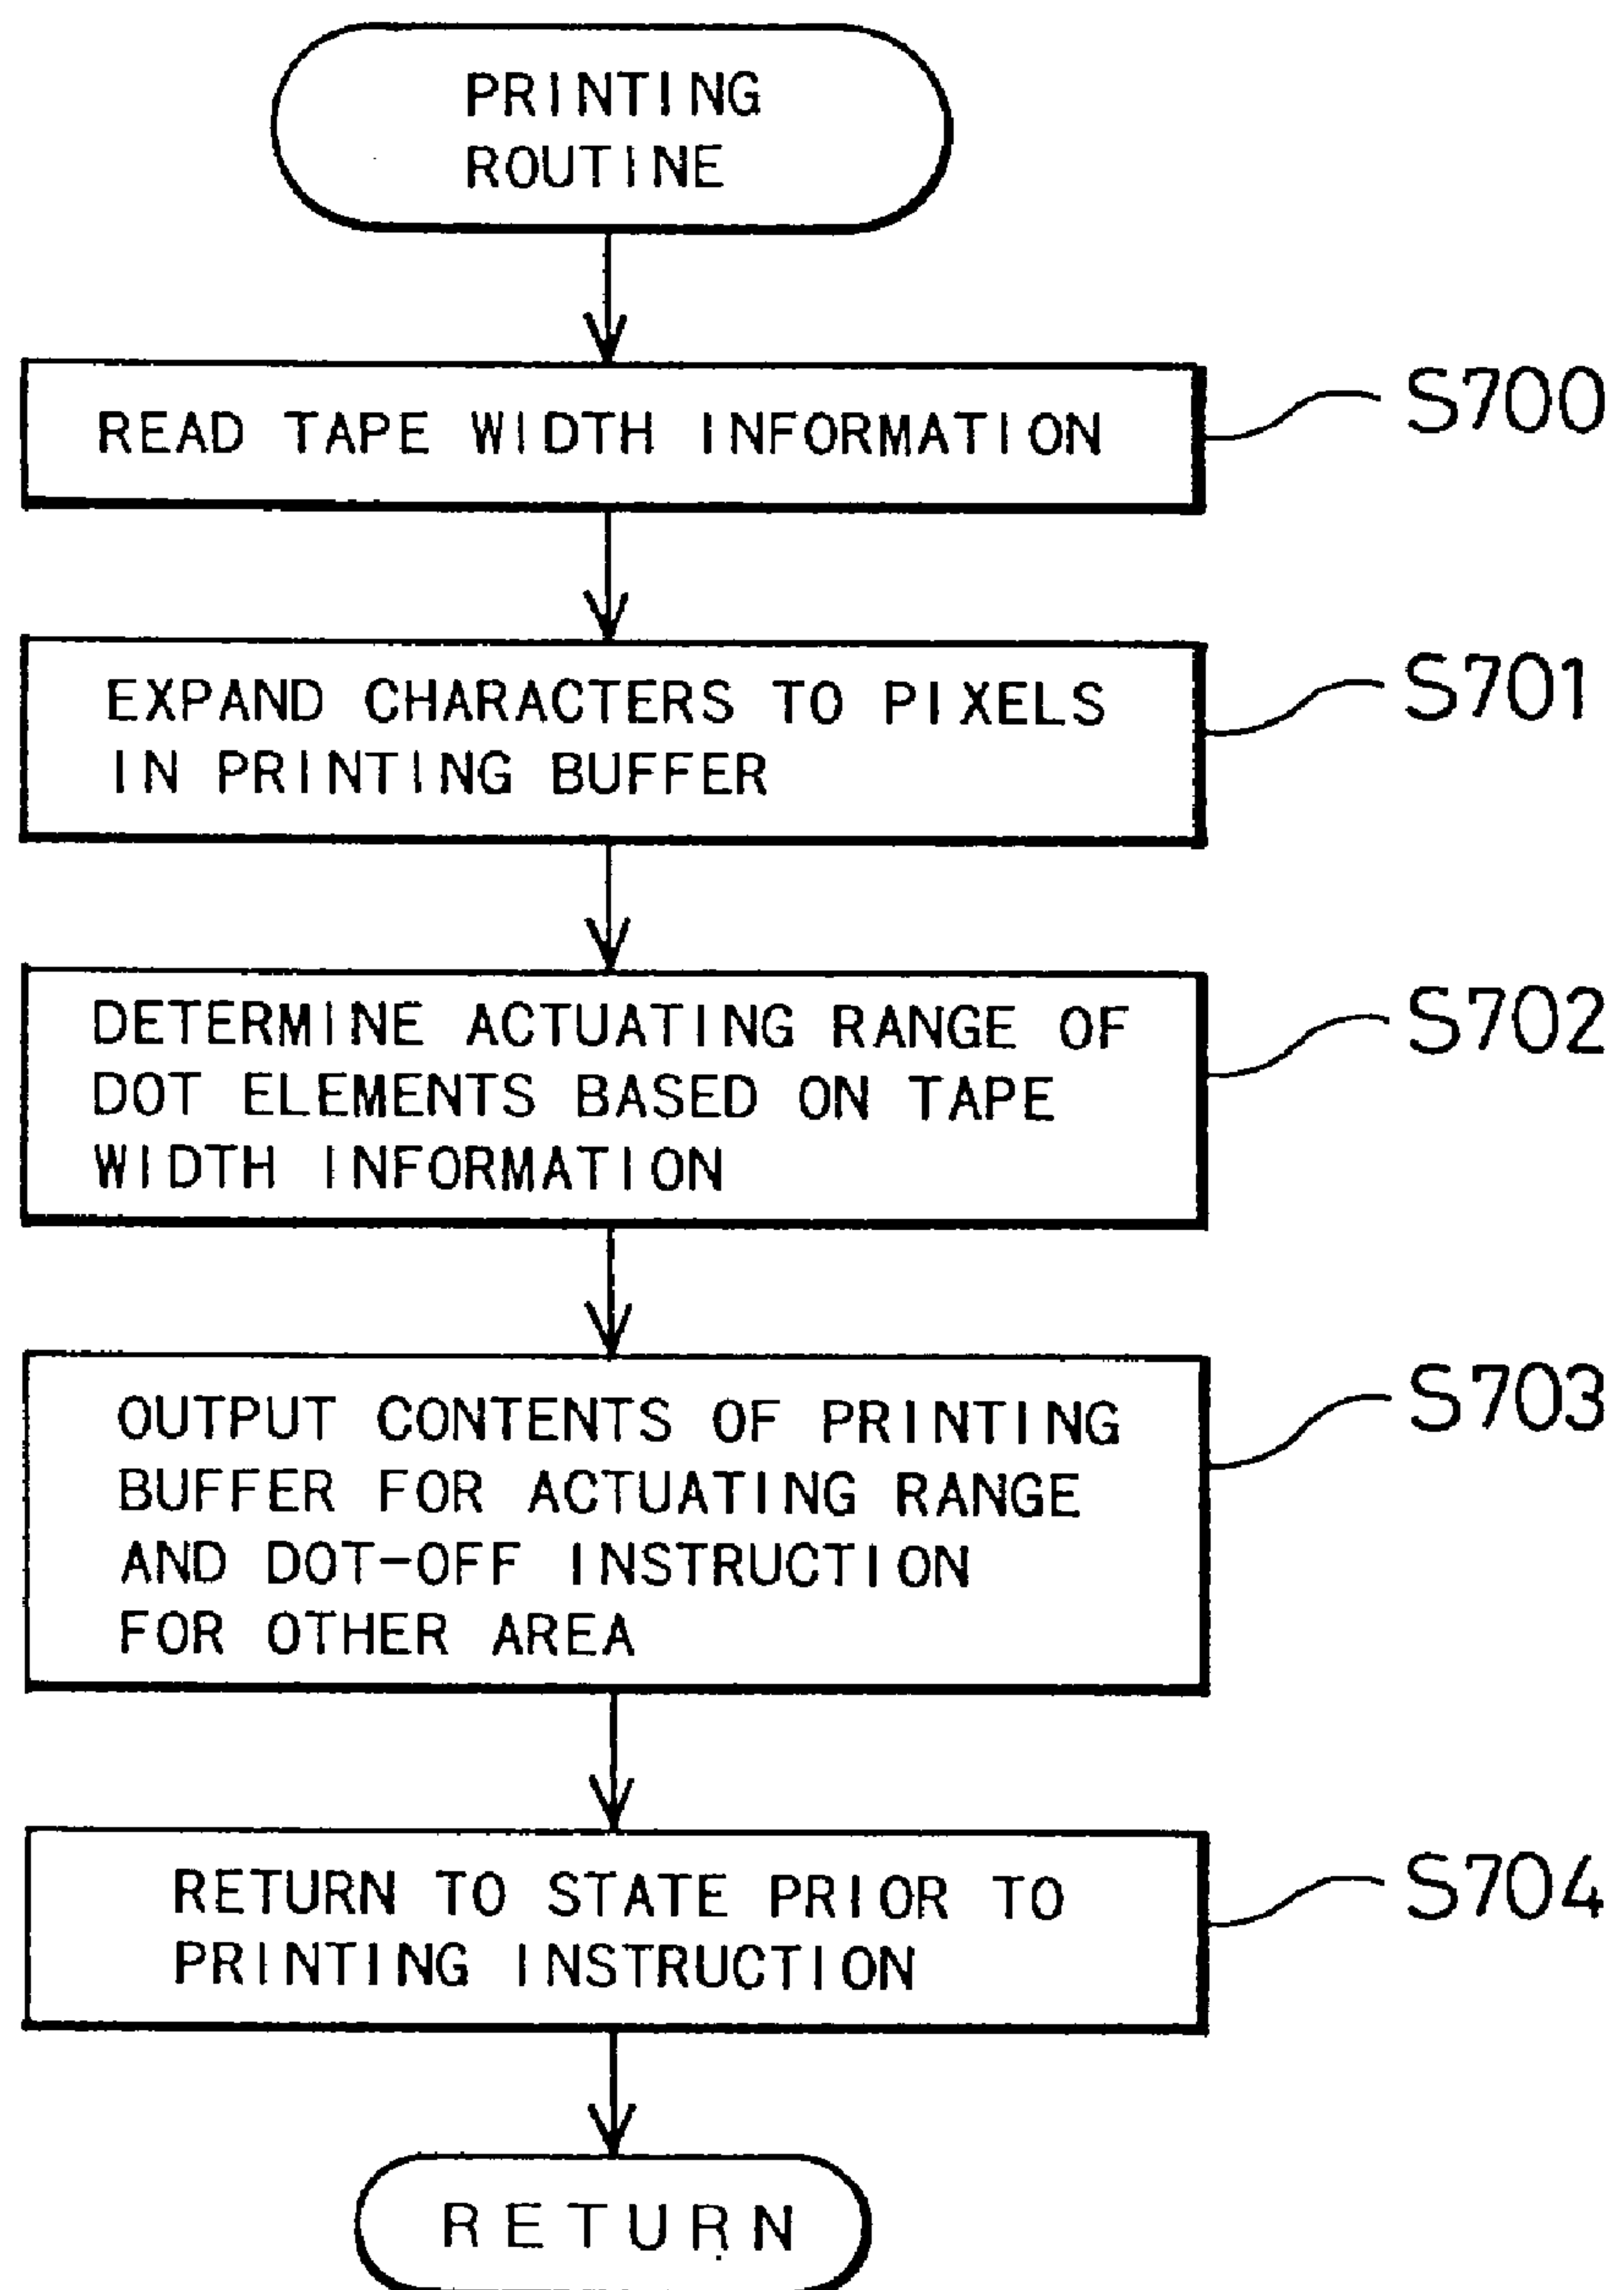 PRINTING
ROUTINE
READ TAPE WIDTH INFORMATION
S700
EXPAND CHARACTERS TO PIXELS
IN PRINTING BUFFER
S701
DETERMINE ACTUATING RANGE OF
DOT ELEMENTS BASED ON TAPE
WIDTH INFORMATION
S702
OUTPUT CONTENTS OF PRINTING
BUFFER FOR ACTUATING RANGE
AND DOT-OFF INSTRUCTION
FOR OTHER AREA
S703
RETURN TO STATE PRIOR TO
PRINTING INSTRUCTION
S704
RETURN